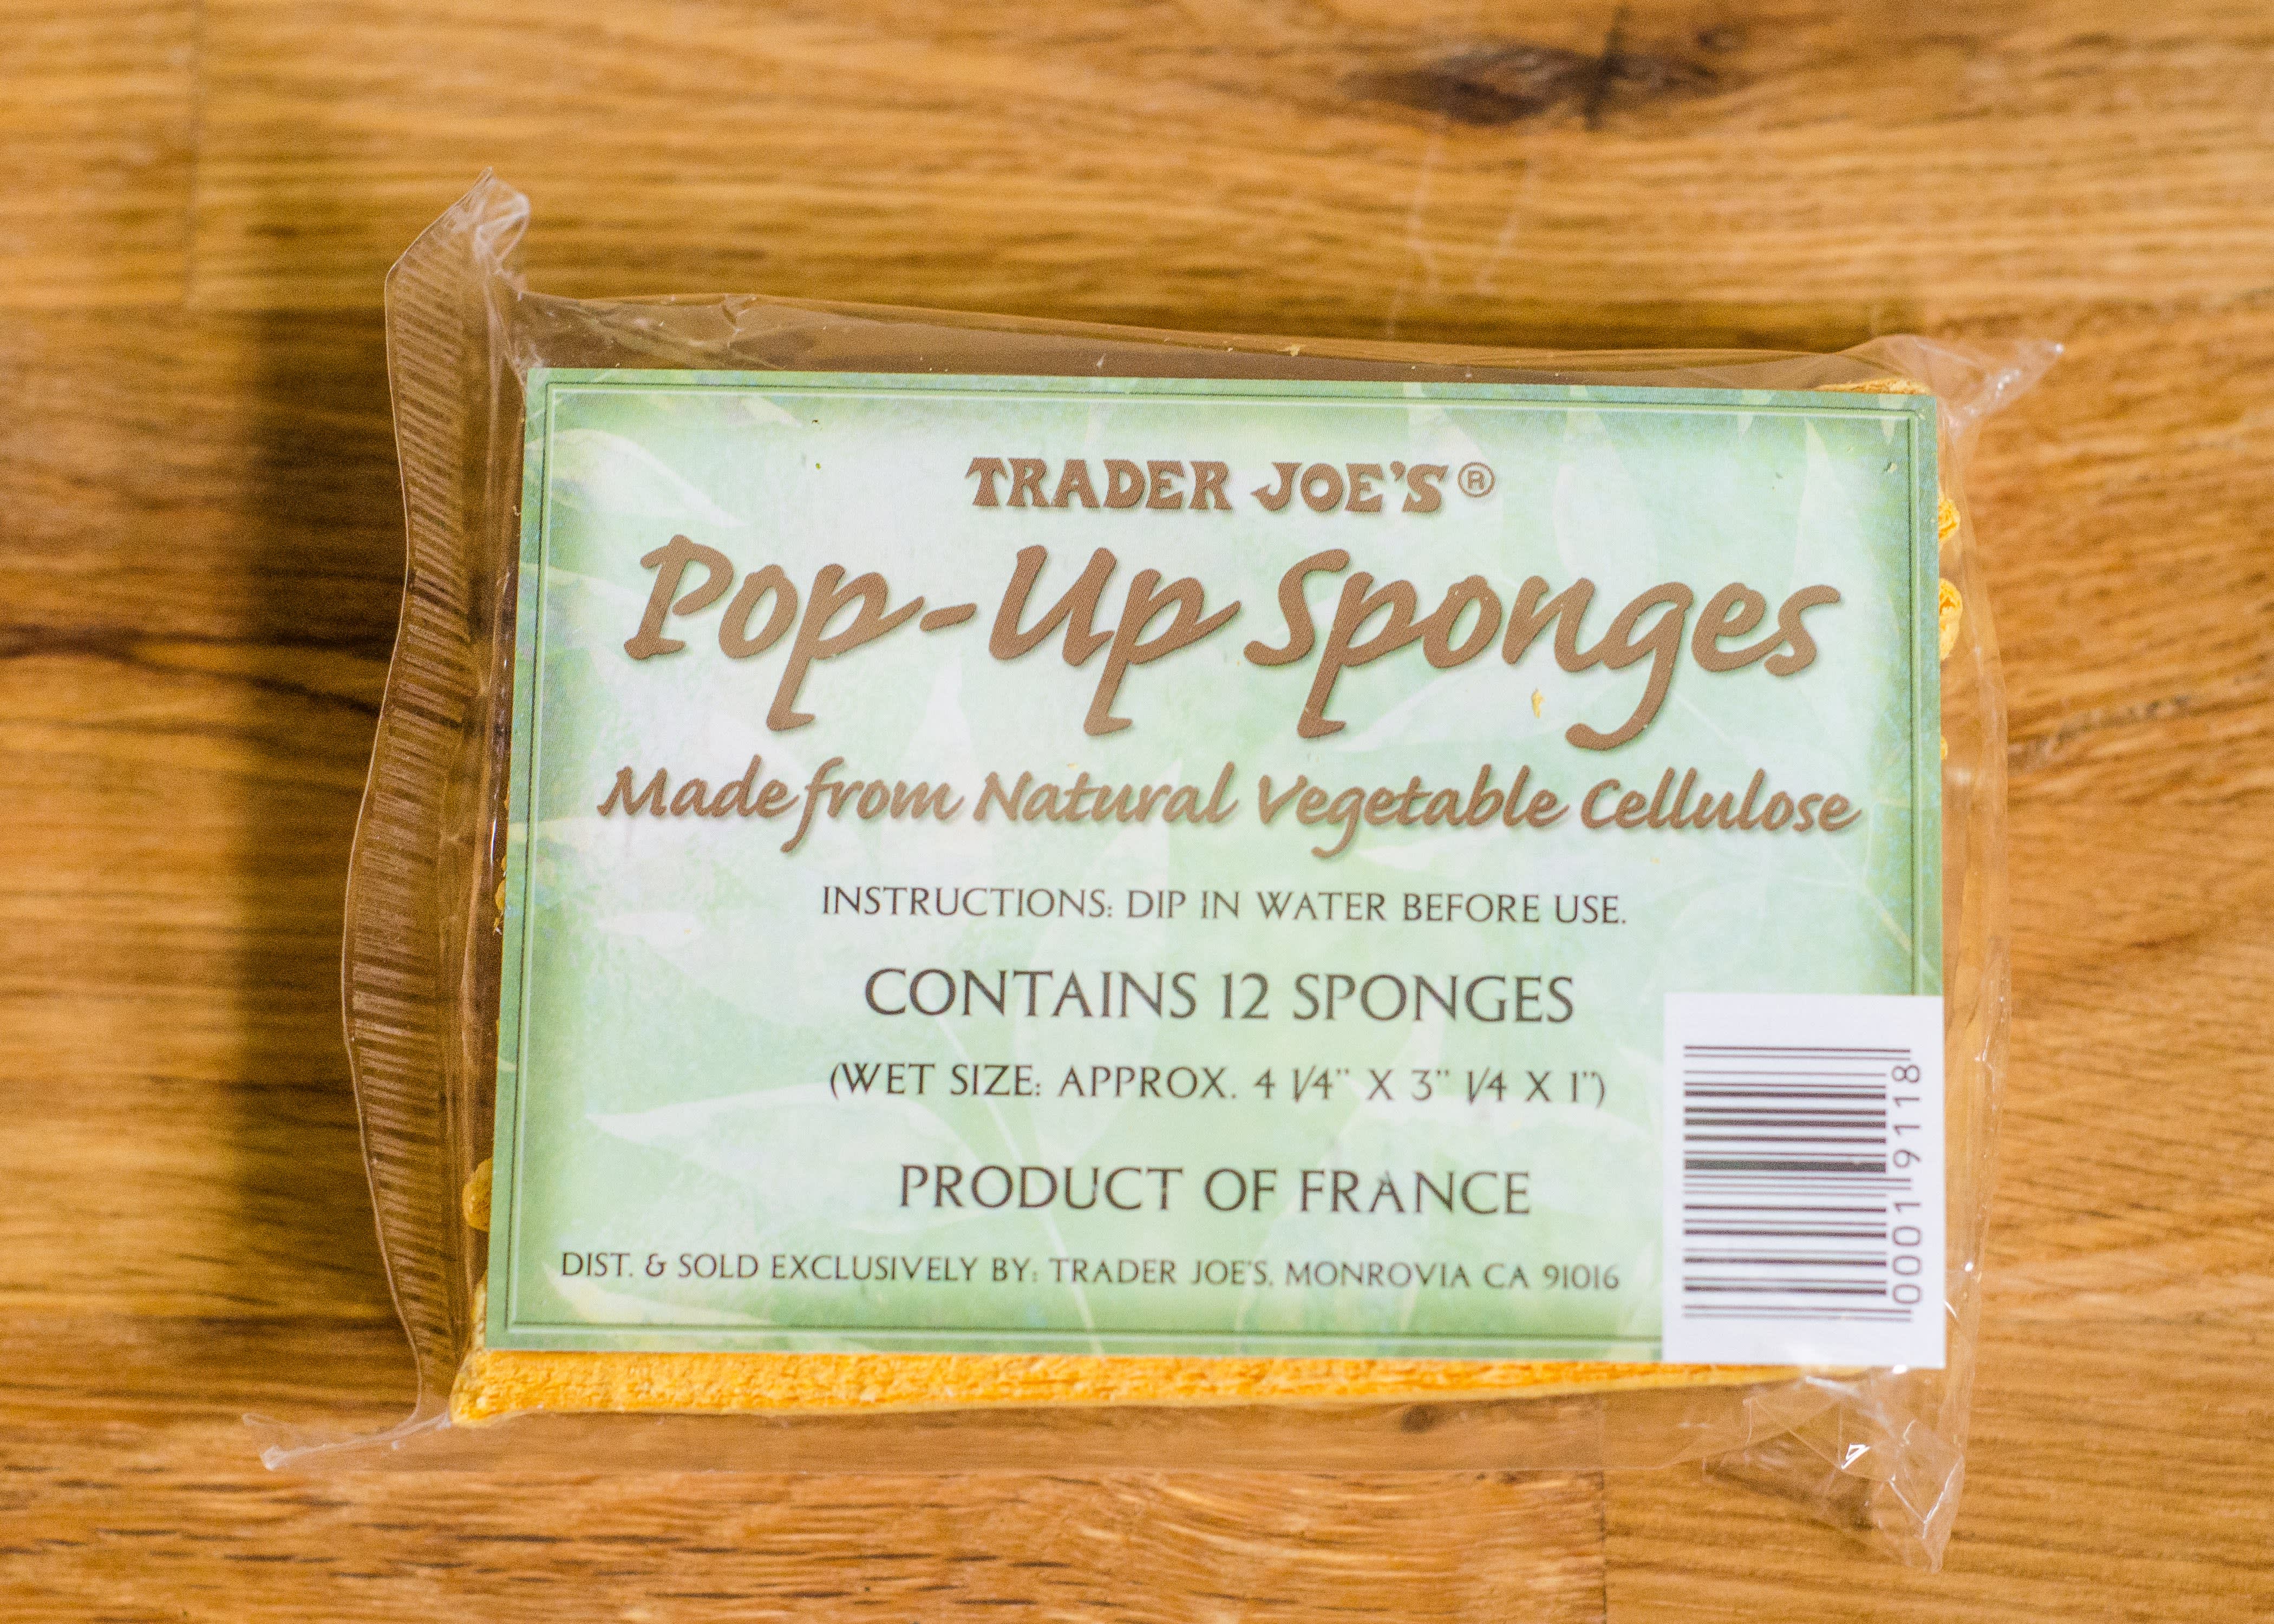 TRADER JOE'S®
Pop-Up Sponges
Made from Natural Vegetable Cellulose
INSTRUCTIONS: DIP IN WATER BEFORE USE.
CONTAINS 12 SPONGES
(WET SIZE: APPROX. 4 1/4" X 3" 1/4 X 1")
PRODUCT OF FRANCE
DIST. & SOLD EXCLUSIVELY BY: TRADER JOE'S, MONROVIA CA 91016
00019118